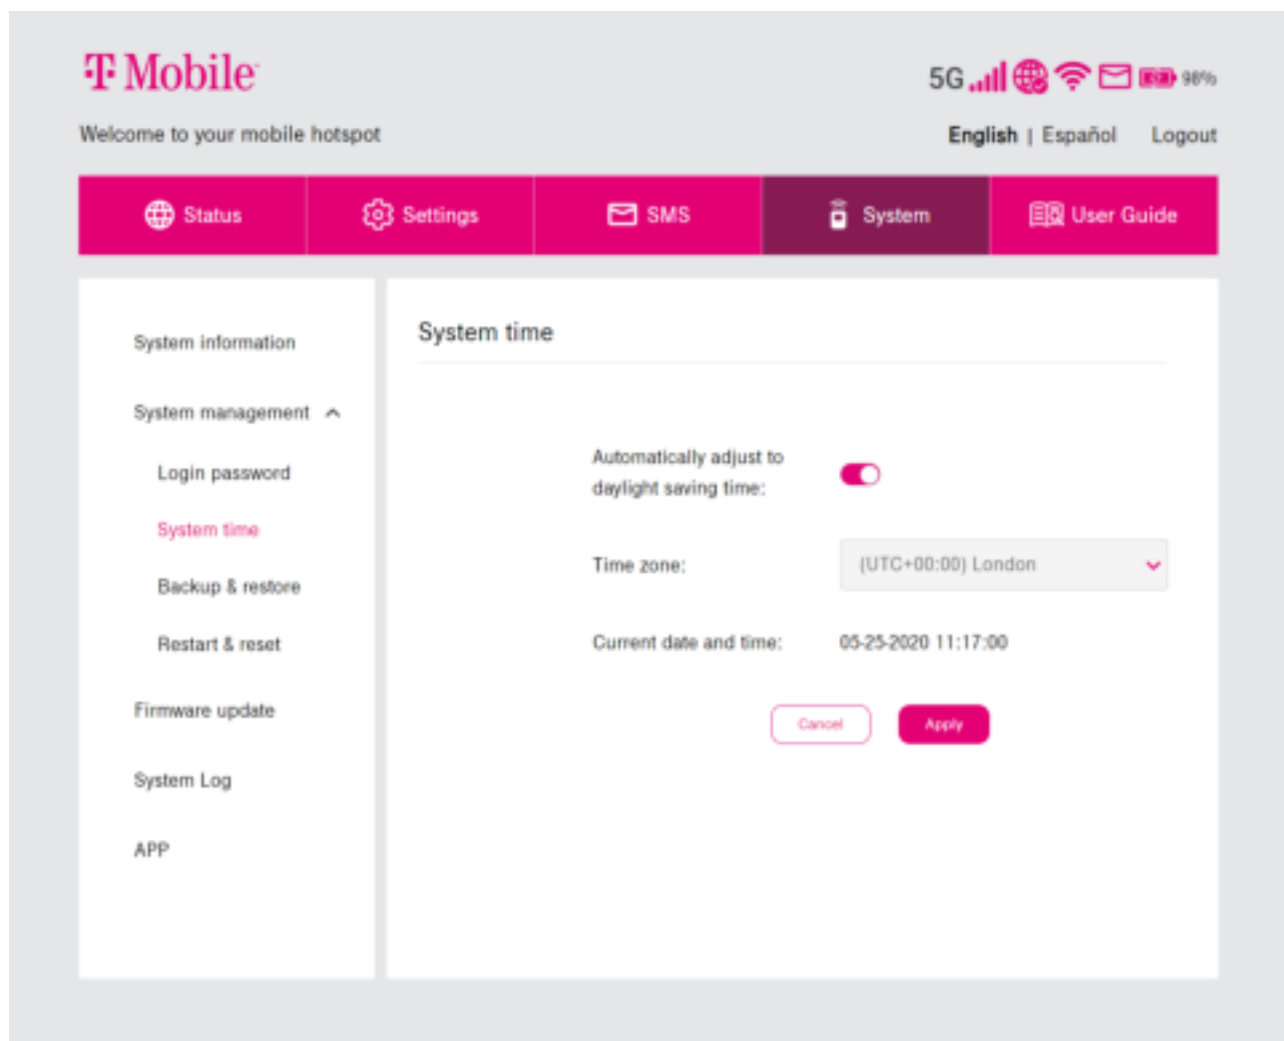 T Mobile
5G 98%
Welcome to your mobile hotspot
English | Español Logout
Status Settings SMS System User Guide
System information
System management
Login password
System time
Backup & restore
Restart & reset
Firmware update
System Log
APP
System time
Automatically adjust to
daylight saving time:
Time zone: (UTC+00:00) London
Current date and time: 05-25-2020 11:17:00
Cancel Apply